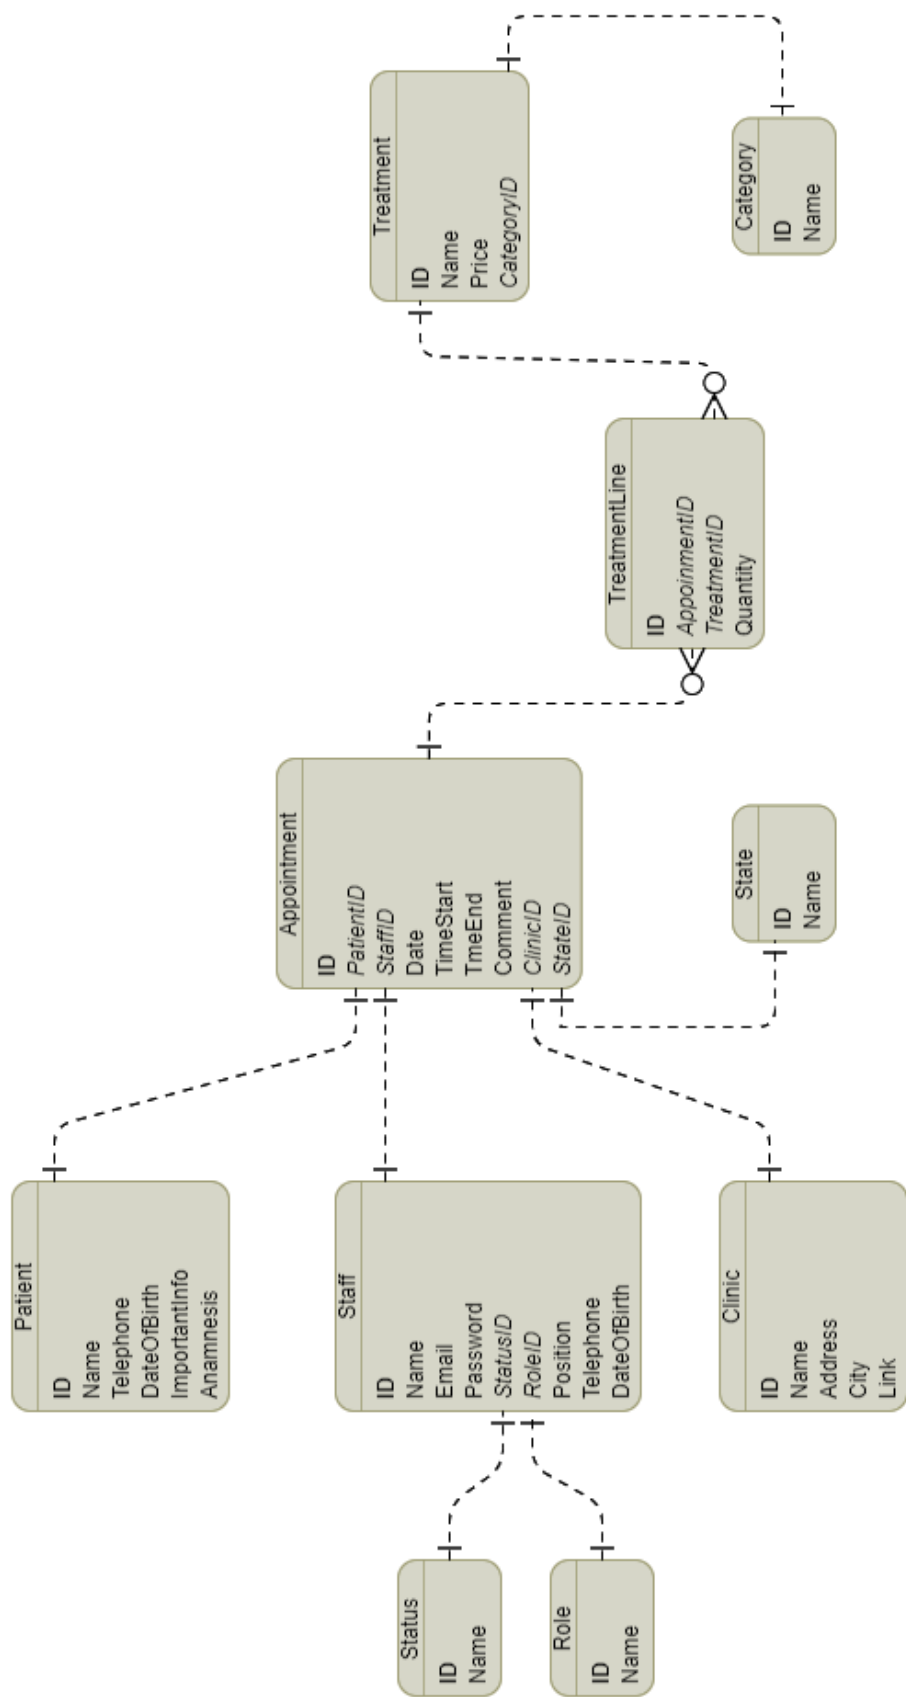 Status
ID
Name
Role
ID
Name
Patient
ID
Name
Telephone
DateOfBirth
ImportantInfo
Anamnesis
Staff
ID
Name
Email
Password
StatusID
RoleID
Position
Telephone
DateOfBirth
Clinic
ID
Name
Address
City
Link
Appointment
ID
PatientID
StaffID
Date
TimeStart
TmeEnd
Comment
ClinicID
StateID
State
ID
Name
TreatmentLine
ID
AppoinmentID
TreatmentID
Quantity
Treatment
ID
Name
Price
CategoryID
Category
ID
Name